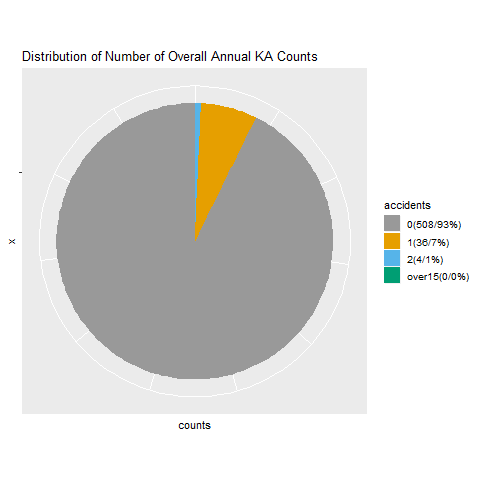 Distribution of Number of Overall Annual KA Counts
x
counts
accidents
0(508/93%)
1(36/7%)
2(4/1%)
over15(0/0%)